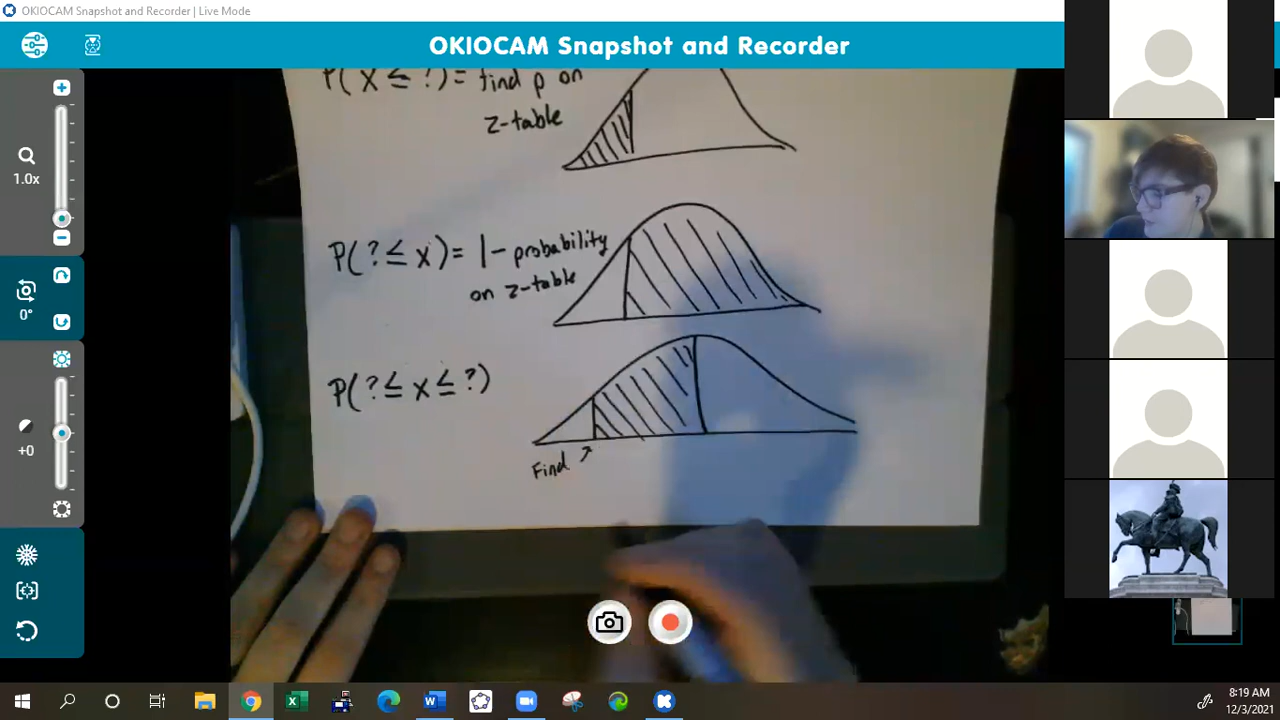 OKIOCAM Snapshot and Recorder | Live Mode
OKIOCAM Snapshot and Recorder
1.0x
0°
+0
P(X ≤ ?) = find p on
z-table
P(? ≤ x) = 1 - probability
on z-table
P(? ≤ x ≤ ?)
Find ↗
8:19 AM
12/3/2021